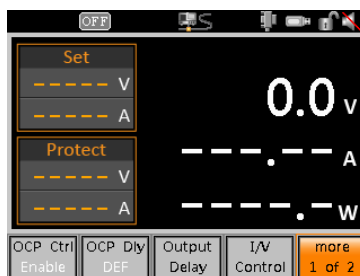 OFF
Set
----- V
----- A
0.0 V
Protect
----- V
----- A
---.-- A
----.- W
OCP Ctrl OCP Dly Output I/V more
Enable DEF Delay Control 1 of 2